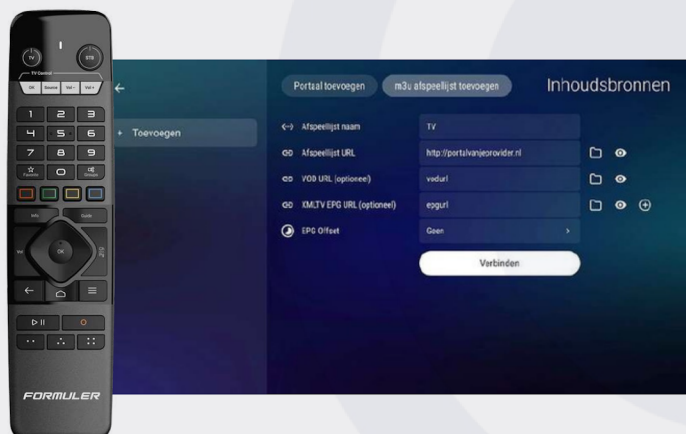 TV
STB
TV Control
OK Source Vol - Vol +
1 2 3
4 5 6
7 8 9
Favorite 0 Groups
Info Guide
Vol OK
FORMULER
Portaal toevoegen m3u afspeellijst toevoegen Inhoudsbronnen
+ Toevoegen
Afspeellijst naam TV
Afspeellijst URL http://portalvanjeprovider.nl
VOD URL (optioneel) vodurl
XMLTV EPG URL (optioneel) epgurl
EPG Offset Geen
Verbinden